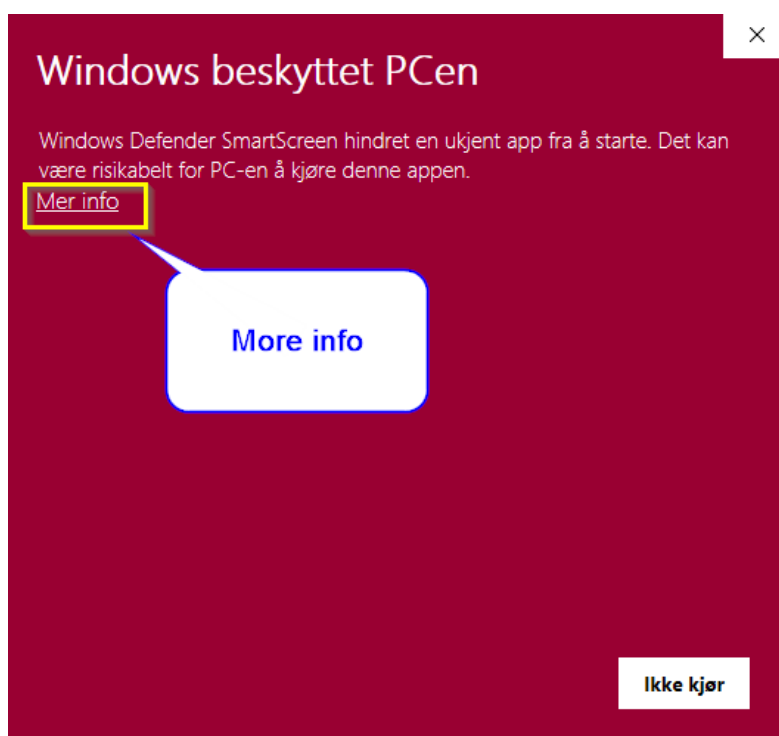 Windows beskyttet PCen
Windows Defender SmartScreen hindret en ukjent app fra å starte. Det kan
være risikabelt for PC-en å kjøre denne appen.
Mer info
More info
Ikke kjør